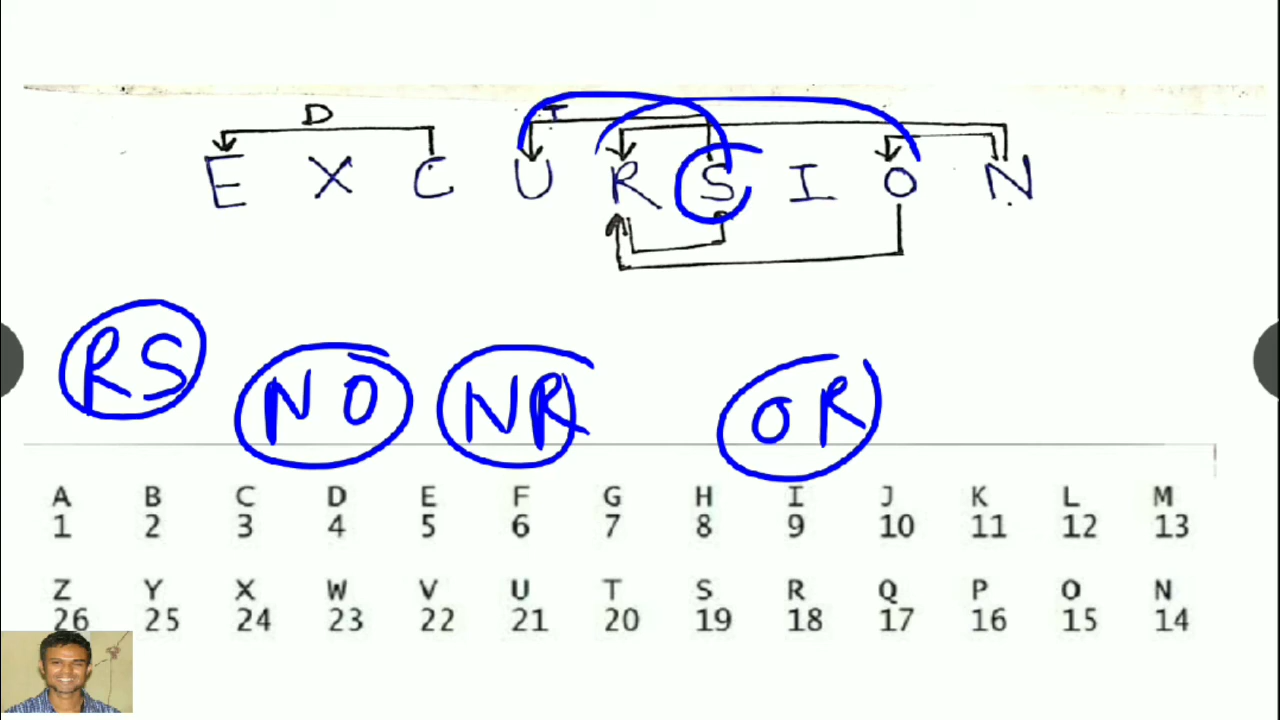 D I
E X C U R S I O N
RS NO NR OR
A B C D E F G H I J K L M
1 2 3 4 5 6 7 8 9 10 11 12 13
Z Y X W V U T S R Q P O N
26 25 24 23 22 21 20 19 18 17 16 15 14